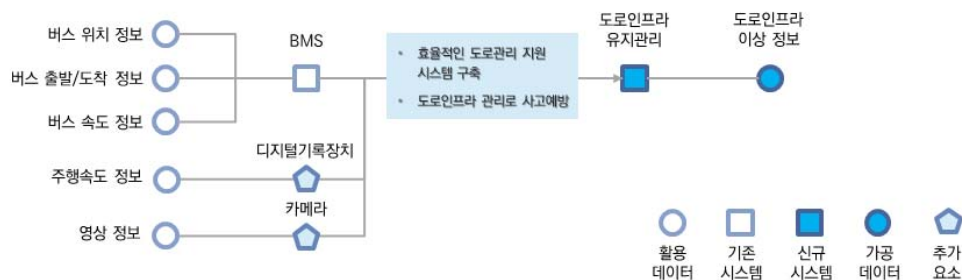 버스 위치 정보
버스 출발/도착 정보
버스 속도 정보
주행속도 정보
영상 정보
BMS
디지털기록장치
카메라
• 효율적인 도로관리 지원
시스템 구축
• 도로인프라 관리로 사고예방
도로인프라
유지관리
도로인프라
이상 정보
활용
데이터
기존
시스템
신규
시스템
가공
데이터
추가
요소